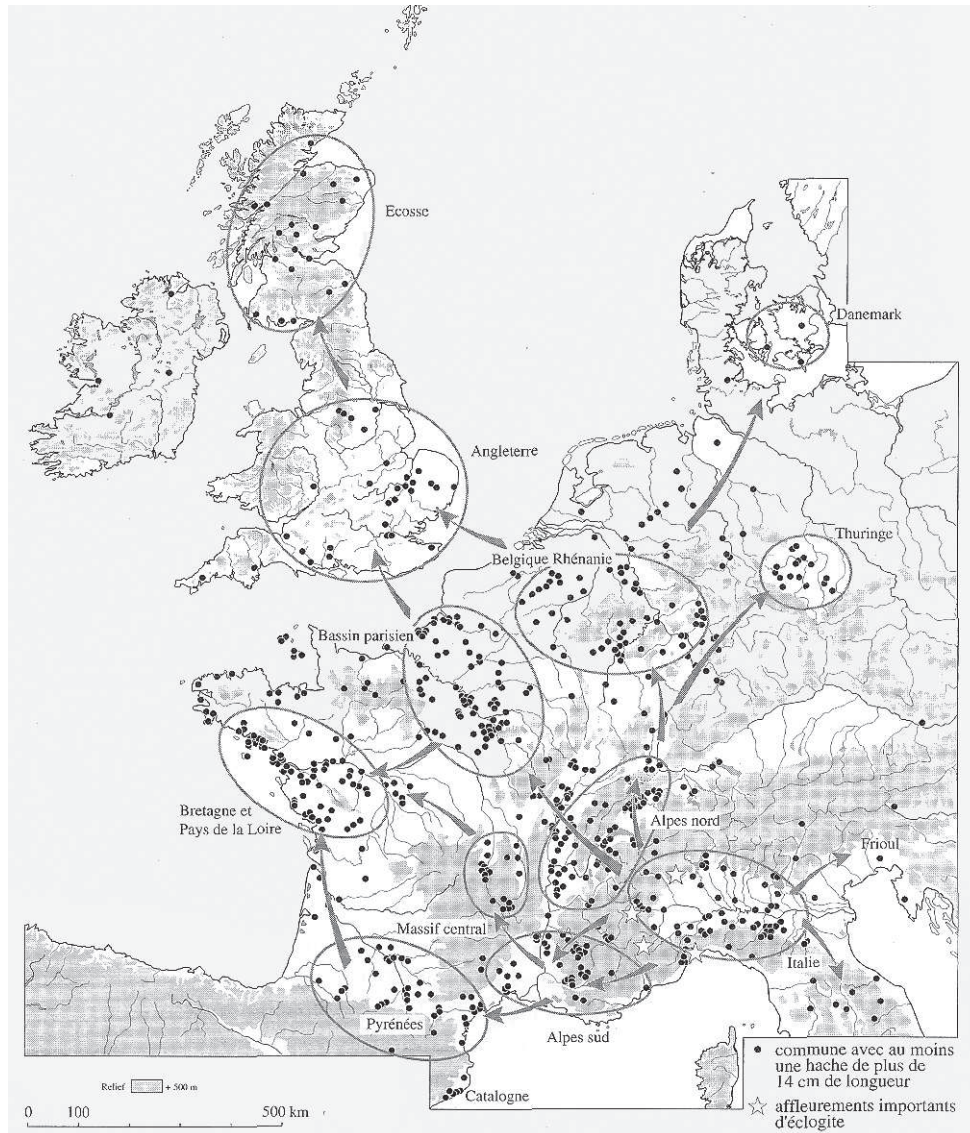 Ecosse
Danemark
Angleterre
Thuringe
Belgique Rhénanie
Bassin parisien
Bretagne et
Pays de la Loire
Alpes nord
Frioul
Massif central
Italie
Pyrénées
Alpes sud
Catalogne
commune avec au moins
une hache de plus de
14 cm de longueur
affleurements importants
d'éclogite
Relief + 500 m
0 100 500 km